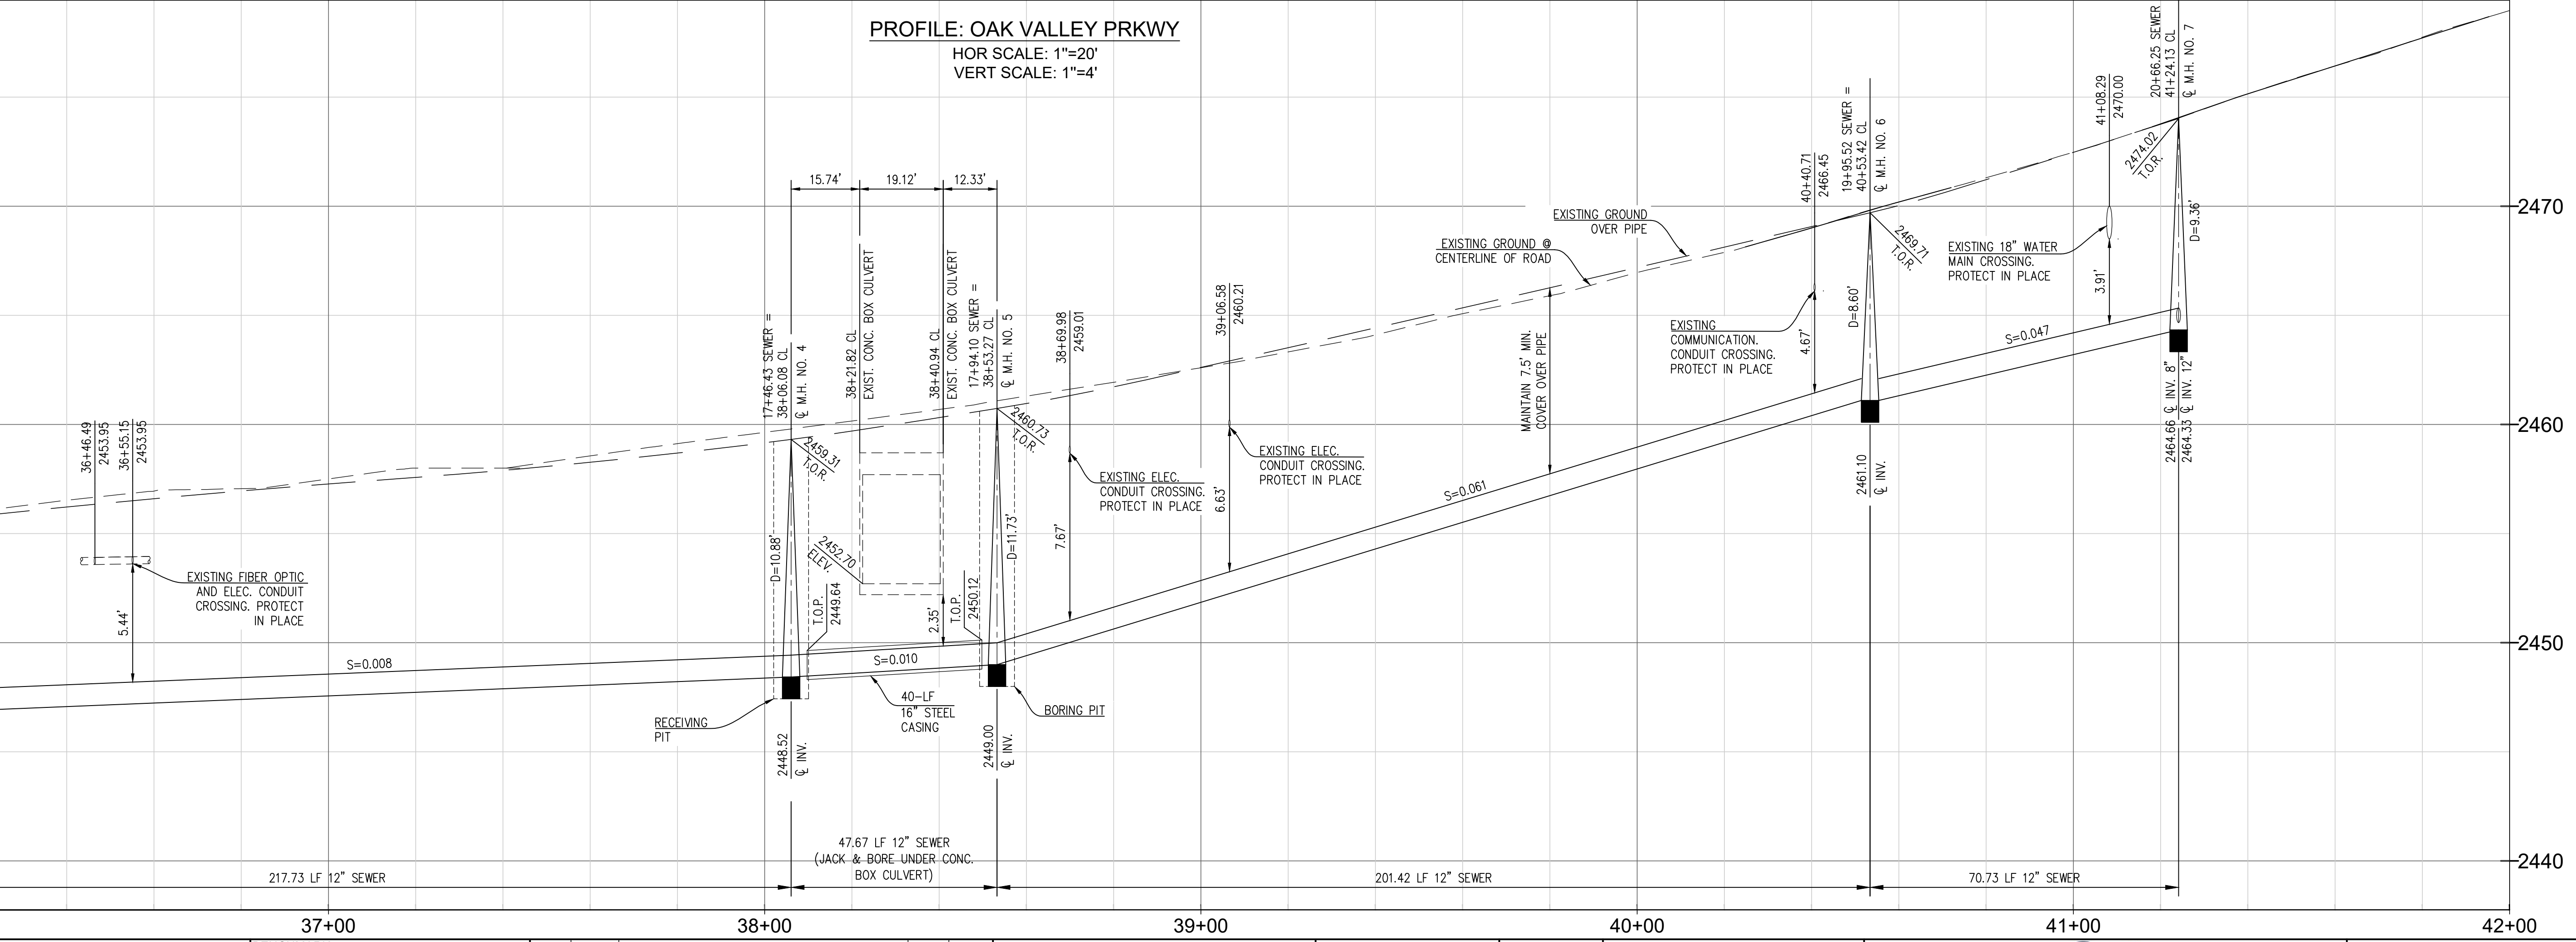 PROFILE: OAK VALLEY PRKWY
HOR SCALE: 1"=20'
VERT SCALE: 1"=4'
36+46.49
2453.95
36+55.15
2453.95
EXISTING FIBER OPTIC
AND ELEC. CONDUIT
CROSSING. PROTECT
IN PLACE
5.44'
S=0.008
217.73 LF 12" SEWER
15.74'
19.12'
12.33'
17+46.43 SEWER =
38+06.08 CL
℄ M.H. NO. 4
38+21.82 CL
EXIST. CONC. BOX CULVERT
38+40.94 CL
EXIST. CONC. BOX CULVERT
17+94.10 SEWER =
38+53.27 CL
℄ M.H. NO. 5
2459.31
T.O.R.
D=10.88'
2452.70
ELEV.
T.O.P.
2449.64
2.35'
T.O.P.
2450.12
2460.73
T.O.R.
D=11.73'
S=0.010
40-LF
16" STEEL
CASING
RECEIVING
PIT
BORING PIT
2448.52
℄ INV.
2449.00
℄ INV.
47.67 LF 12" SEWER
(JACK & BORE UNDER CONC.
BOX CULVERT)
38+69.98
2459.01
EXISTING ELEC.
CONDUIT CROSSING.
PROTECT IN PLACE
7.67'
39+06.58
2460.21
EXISTING ELEC.
CONDUIT CROSSING.
PROTECT IN PLACE
6.63'
S=0.061
EXISTING GROUND @
CENTERLINE OF ROAD
EXISTING GROUND
OVER PIPE
MAINTAIN 7.5' MIN.
COVER OVER PIPE
201.42 LF 12" SEWER
40+40.71
2466.45
EXISTING
COMMUNICATION.
CONDUIT CROSSING.
PROTECT IN PLACE
4.67'
19+95.52 SEWER =
40+53.42 CL
℄ M.H. NO. 6
2469.71
T.O.R.
D=8.60'
2461.10
℄ INV.
41+08.29
2470.00
EXISTING 18" WATER
MAIN CROSSING.
PROTECT IN PLACE
3.91'
S=0.047
20+66.25 SEWER
41+24.13 CL
℄ M.H. NO. 7
2474.02
T.O.R.
D=9.36'
2464.66 ℄ INV. 8"
2464.33 ℄ INV. 12"
70.73 LF 12" SEWER
2470
2460
2450
2440
37+00
38+00
39+00
40+00
41+00
42+00